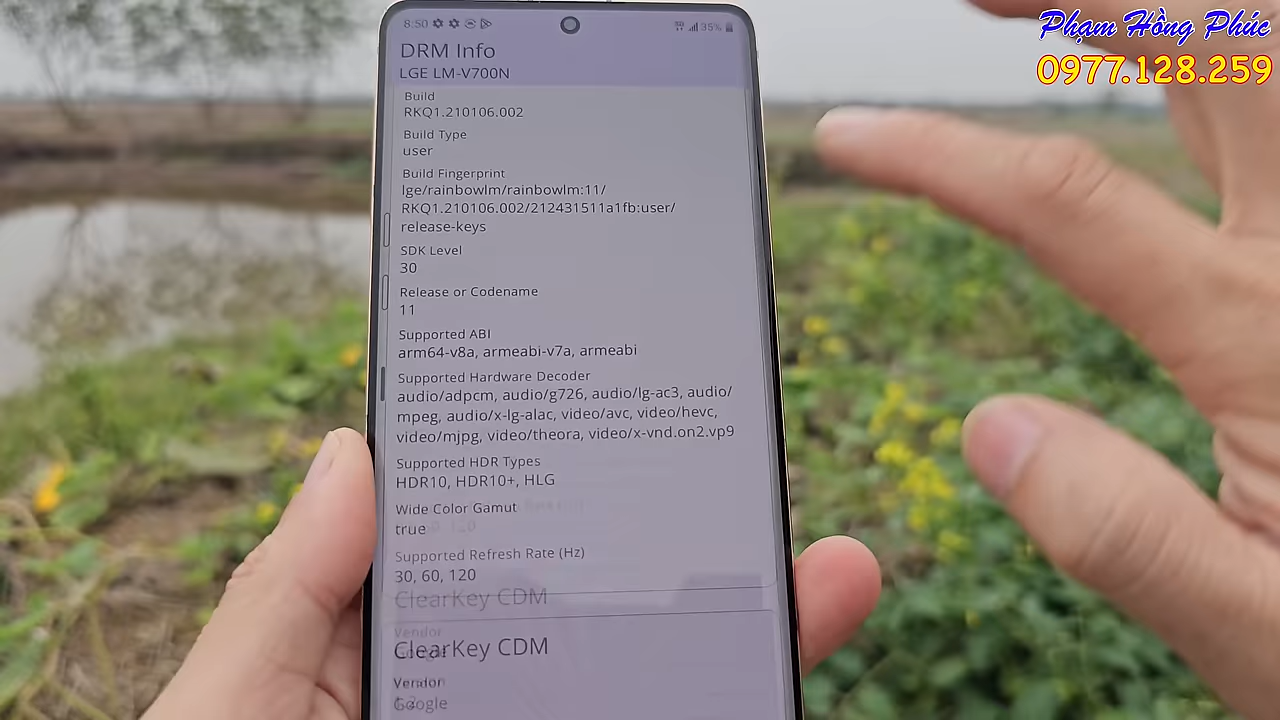 Phạm Hồng Phúc
0977.128.259
8:50
35%
DRM Info
LGE LM-V700N
Build
RKQ1.210106.002
Build Type
user
Build Fingerprint
lge/rainbowlm/rainbowlm:11/
RKQ1.210106.002/212431511a1fb:user/
release-keys
SDK Level
30
Release or Codename
11
Supported ABI
arm64-v8a, armeabi-v7a, armeabi
Supported Hardware Decoder
audio/adpcm, audio/g726, audio/lg-ac3, audio/
mpeg, audio/x-lg-alac, video/avc, video/hevc,
video/mjpg, video/theora, video/x-vnd.on2.vp9
Supported HDR Types
HDR10, HDR10+, HLG
Wide Color Gamut
true
Supported Refresh Rate (Hz)
30, 60, 120
ClearKey CDM
Vendor
Google
ClearKey CDM
Vendor
Google